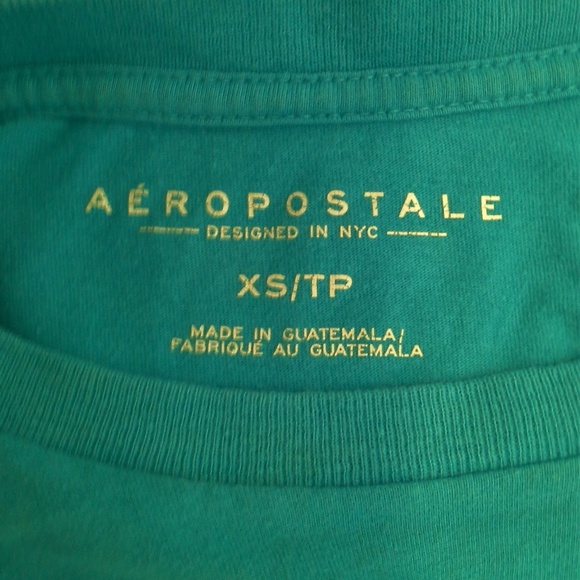 AÉROPOSTALE
DESIGNED IN NYC
XS/TP
MADE IN GUATEMALA/
FABRIQUÉ AU GUATEMALA